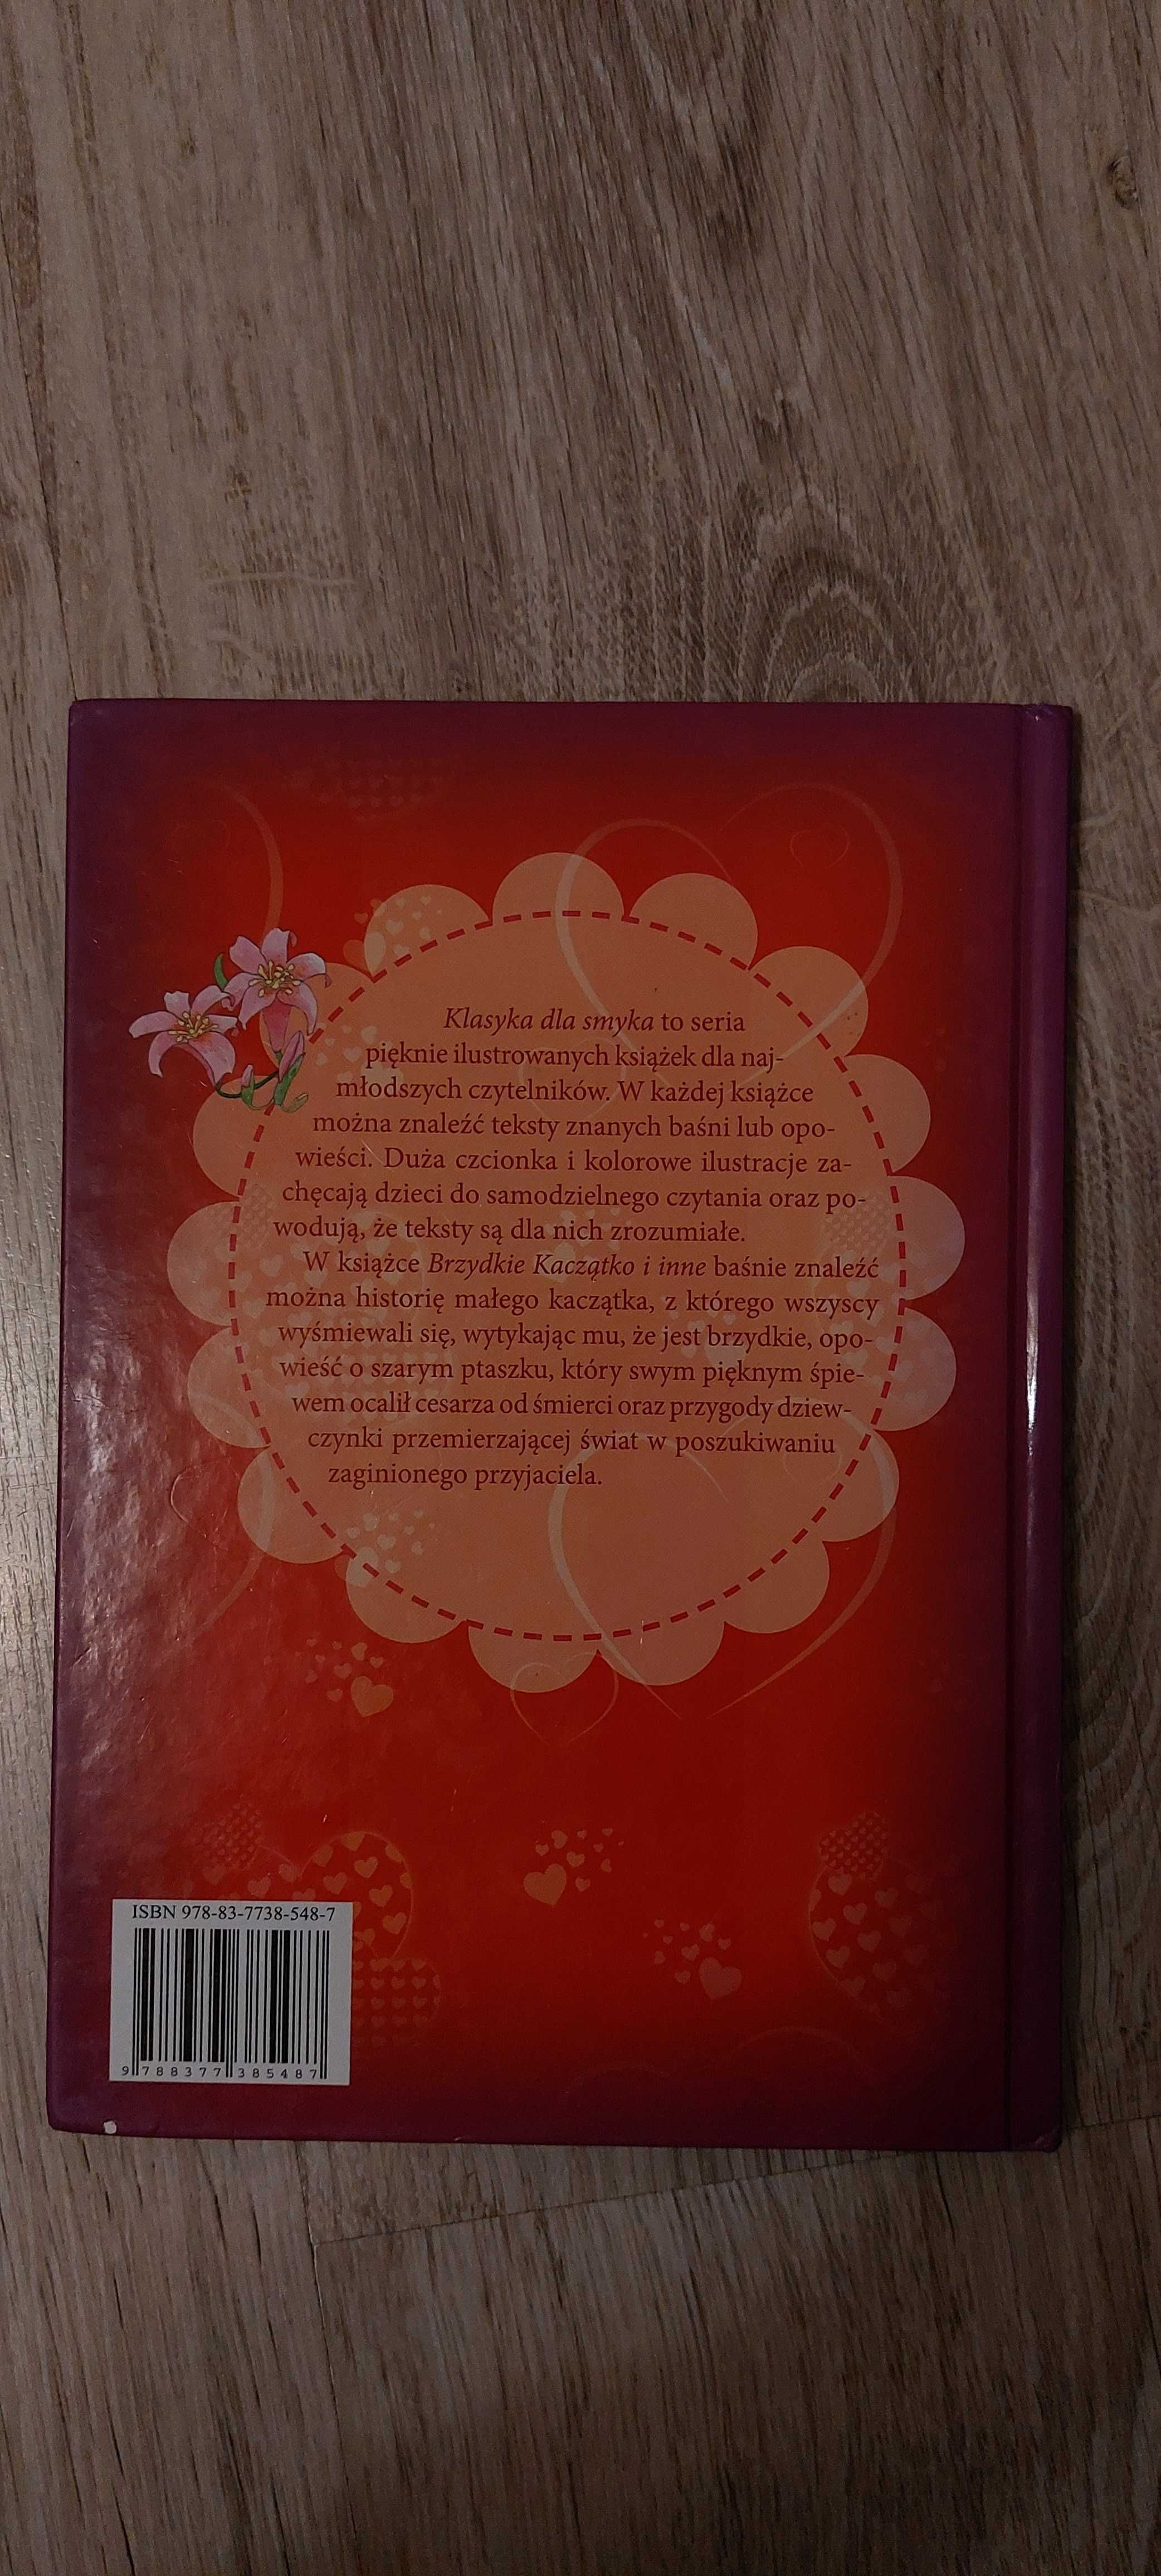 Klasyka dla smyka to seria
pięknie ilustrowanych książek dla naj-
młodszych czytelników. W każdej książce
można znaleźć teksty znanych baśni lub opo-
wieści. Duża czcionka i kolorowe ilustracje za-
chęcają dzieci do samodzielnego czytania oraz po-
wodują, że teksty są dla nich zrozumiałe.
W książce Brzydkie Kaczątko i inne baśnie znaleźć
można historię małego kaczątka, z którego wszyscy
wyśmiewali się, wytykając mu, że jest brzydkie, opo-
wieść o szarym ptaszku, który swym pięknym śpie-
wem ocalił cesarza od śmierci oraz przygody dziew-
czynki przemierzającej świat w poszukiwaniu
zaginionego przyjaciela.
ISBN 978-83-7738-548-7
9 788377 385487